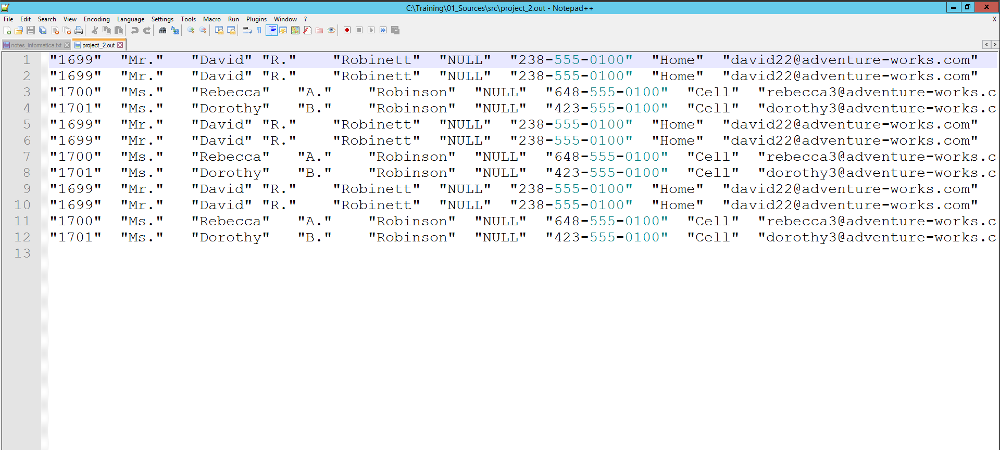 C:\Training\01_Sources\src\project_2.out - Notepad++
File Edit Search View Encoding Language Settings Tools Macro Run Plugins Window ? X
notes_informatica.txt project_2.out
1 "1699" "Mr." "David" "R." "Robinett" "NULL" "238-555-0100" "Home" "david22@adventure-works.com"
2 "1699" "Mr." "David" "R." "Robinett" "NULL" "238-555-0100" "Home" "david22@adventure-works.com"
3 "1700" "Ms." "Rebecca" "A." "Robinson" "NULL" "648-555-0100" "Cell" "rebecca3@adventure-works.c
4 "1701" "Ms." "Dorothy" "B." "Robinson" "NULL" "423-555-0100" "Cell" "dorothy3@adventure-works.c
5 "1699" "Mr." "David" "R." "Robinett" "NULL" "238-555-0100" "Home" "david22@adventure-works.com"
6 "1699" "Mr." "David" "R." "Robinett" "NULL" "238-555-0100" "Home" "david22@adventure-works.com"
7 "1700" "Ms." "Rebecca" "A." "Robinson" "NULL" "648-555-0100" "Cell" "rebecca3@adventure-works.c
8 "1701" "Ms." "Dorothy" "B." "Robinson" "NULL" "423-555-0100" "Cell" "dorothy3@adventure-works.c
9 "1699" "Mr." "David" "R." "Robinett" "NULL" "238-555-0100" "Home" "david22@adventure-works.com"
10 "1699" "Mr." "David" "R." "Robinett" "NULL" "238-555-0100" "Home" "david22@adventure-works.com"
11 "1700" "Ms." "Rebecca" "A." "Robinson" "NULL" "648-555-0100" "Cell" "rebecca3@adventure-works.c
12 "1701" "Ms." "Dorothy" "B." "Robinson" "NULL" "423-555-0100" "Cell" "dorothy3@adventure-works.c
13